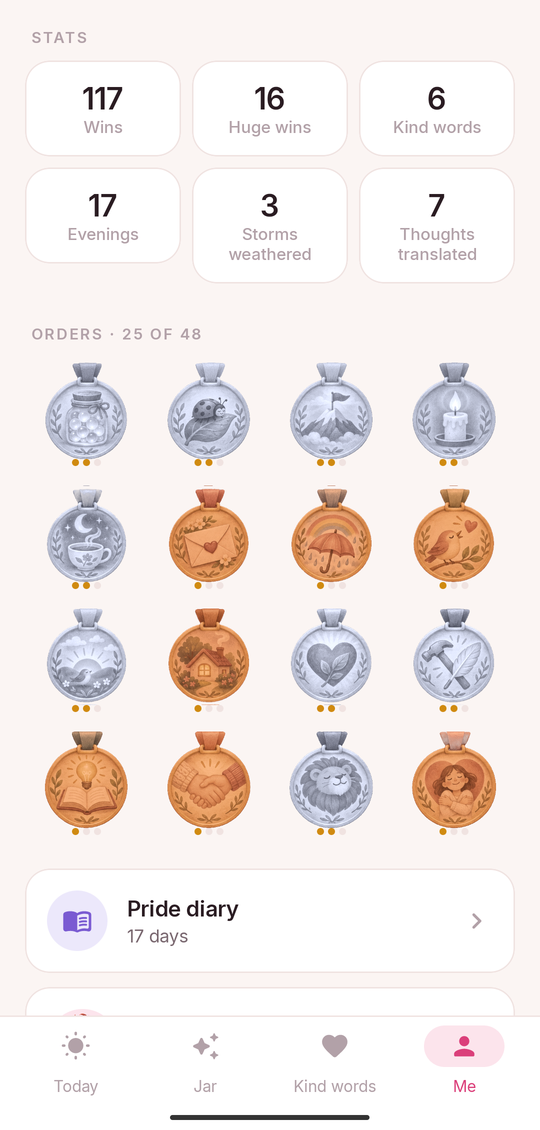 STATS
117
Wins
16
Huge wins
6
Kind words
17
Evenings
3
Storms
weathered
7
Thoughts
translated
ORDERS · 25 OF 48
Pride diary
17 days
Today
Jar
Kind words
Me